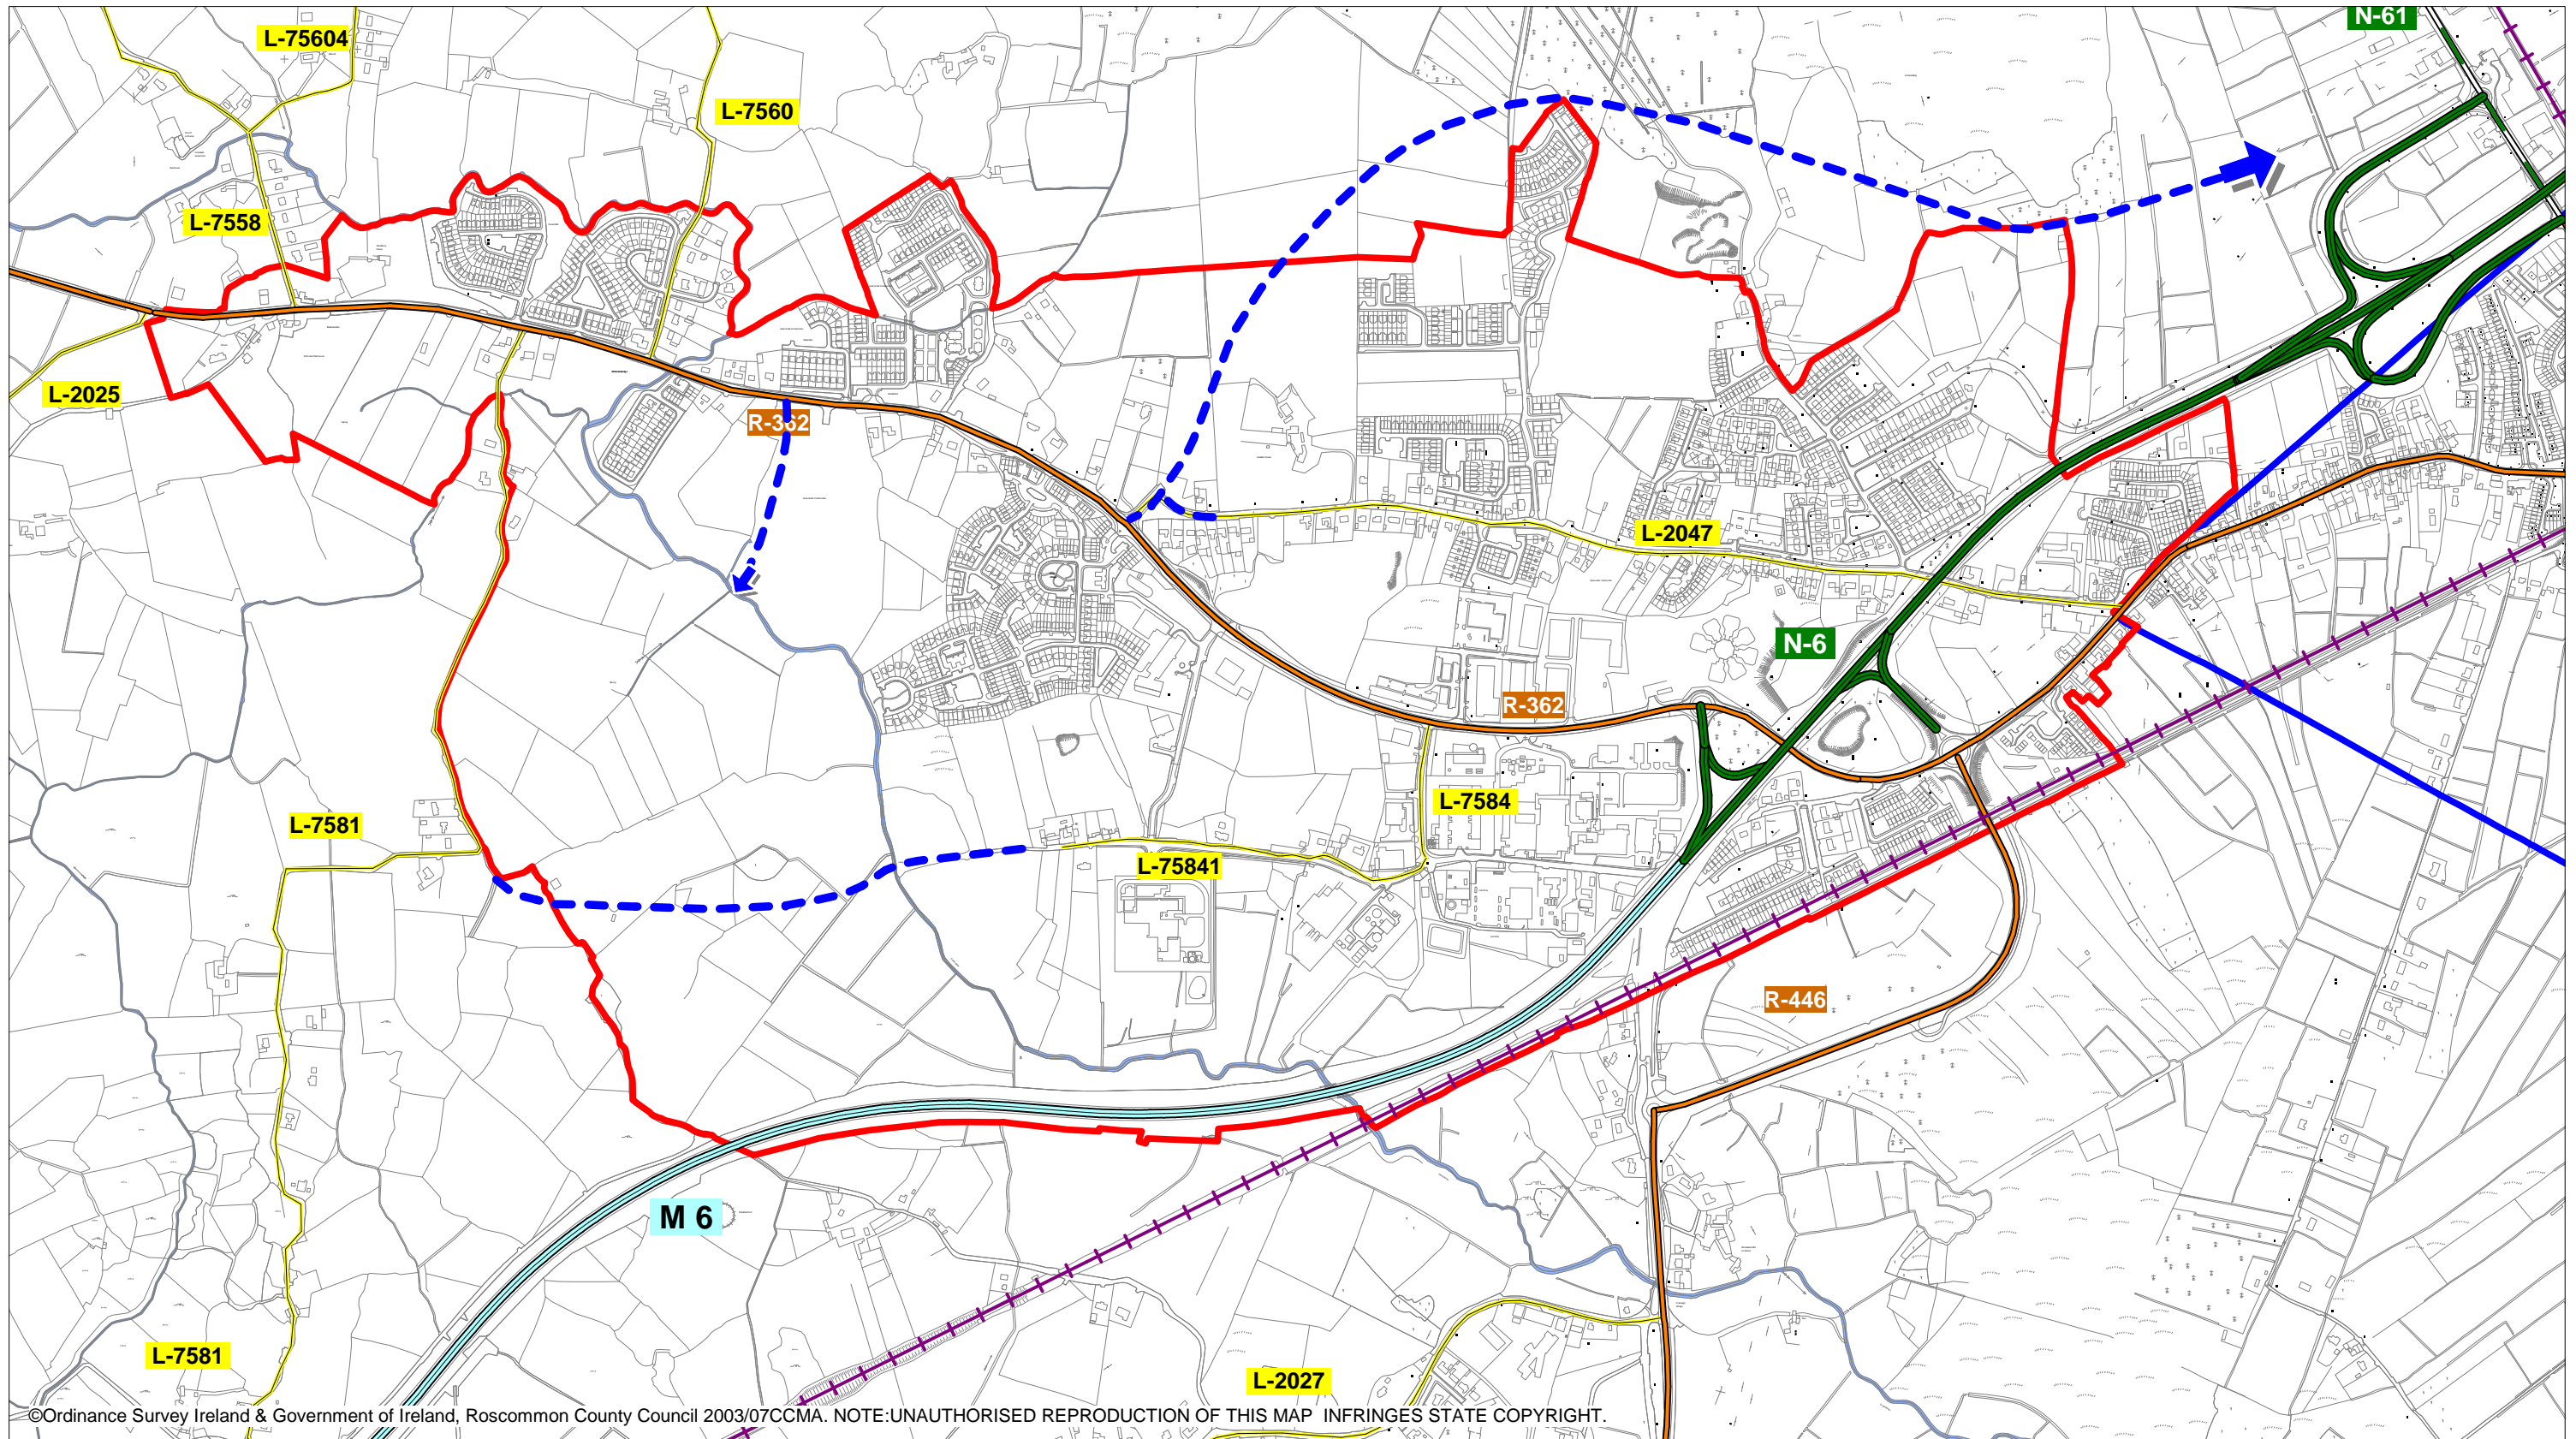 N-61
L-75604
L-7560
L-7558
L-2025
R-362
L-2047
N-6
R-362
L-7584
L-7581
L-75841
R-446
M 6
L-7581
L-2027
©Ordinance Survey Ireland & Government of Ireland, Roscommon County Council 2003/07CCMA. NOTE:UNAUTHORISED REPRODUCTION OF THIS MAP INFRINGES STATE COPYRIGHT.